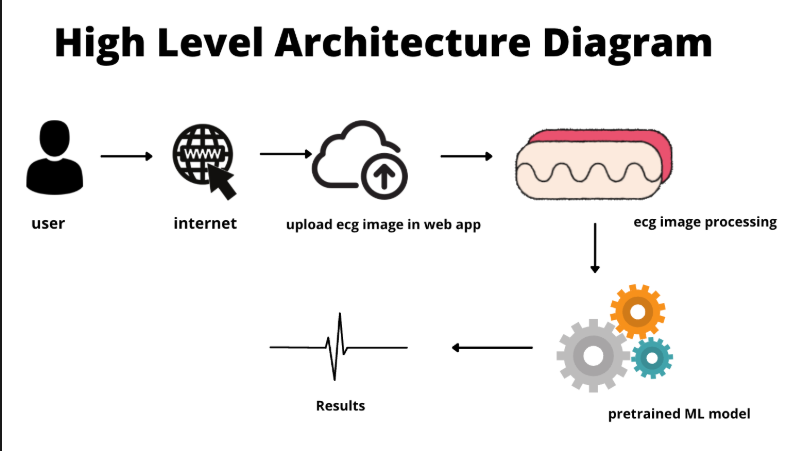 High Level Architecture Diagram
www
user
internet
upload ecg image in web app
ecg image processing
Results
pretrained ML model